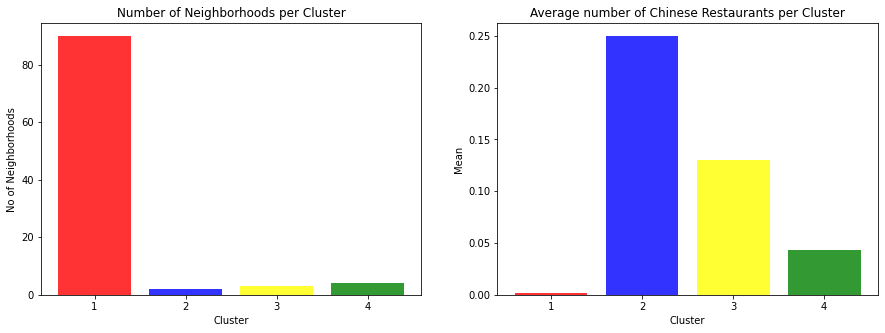 Number of Neighborhoods per Cluster
No of Neighborhoods
80
60
40
20
0
1 2 3 4
Cluster
Average number of Chinese Restaurants per Cluster
Mean
0.25
0.20
0.15
0.10
0.05
0.00
1 2 3 4
Cluster